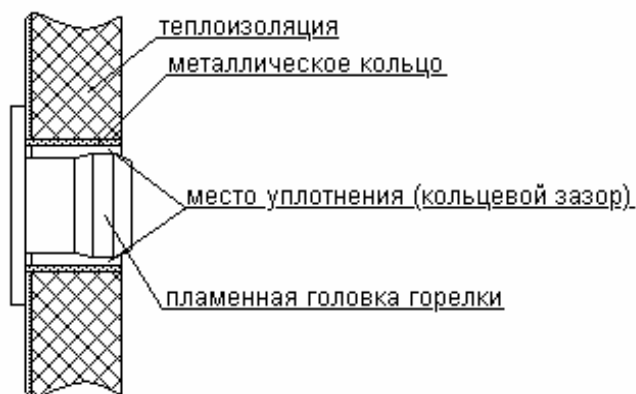 теплоизоляция
металлическое кольцо
место уплотнения (кольцевой зазор)
пламенная головка горелки